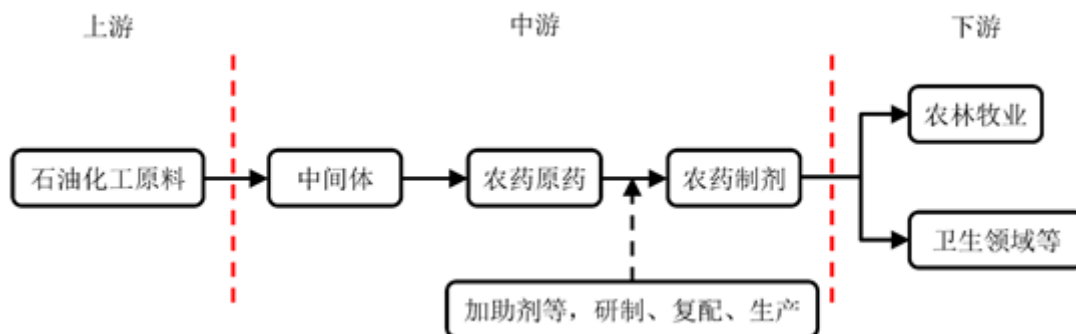 上游
中游
下游
石油化工原料
中间体
农药原药
农药制剂
农林牧业
卫生领域等
加助剂等，研制、复配、生产